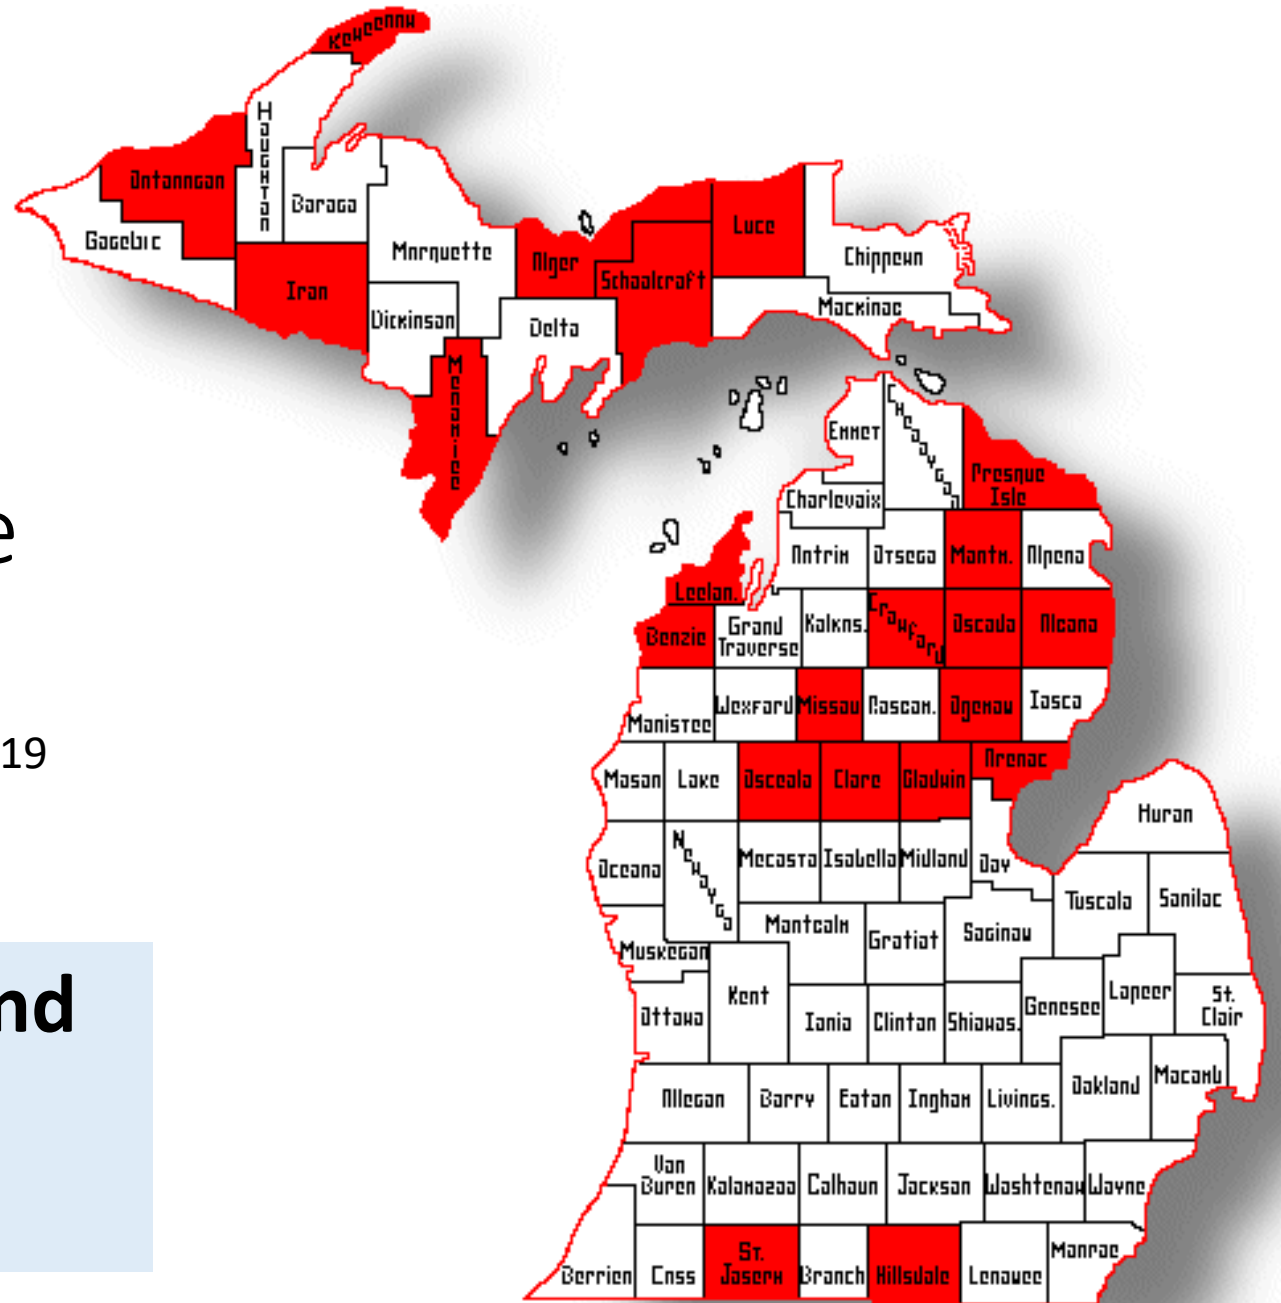 Keweenaw
Houghton
Ontonagon
Baraga
Gogebic
Marquette
Iron
Alger
Luce
Schoolcraft
Chippewa
Dickinson
Delta
Mackinac
Menominee
Emmet
Cheboygan
Presque
Isle
Charlevoix
e
Antrim
Otsego
Montm.
Alpena
Leelan.
Benzie
Grand
Traverse
Kalkas.
Crawford
Oscoda
Alcona
Manistee
Wexford
Missau
Roscom.
Ogemaw
Iosco
19
Mason
Lake
Osceola
Clare
Gladwin
Arenac
Huron
Oceana
Newaygo
Mecosta
Isabella
Midland
Bay
Tuscola
Sanilac
Muskegon
Montcalm
Gratiot
Saginaw
nd
Ottawa
Kent
Ionia
Clinton
Shiawas.
Genesee
Lapeer
St.
Clair
Allegan
Barry
Eaton
Ingham
Livings.
Oakland
Macomb
Van
Buren
Kalamazoo
Calhoun
Jackson
Washtenaw
Wayne
Berrien
Cass
St.
Joseph
Branch
Hillsdale
Lenawee
Monroe